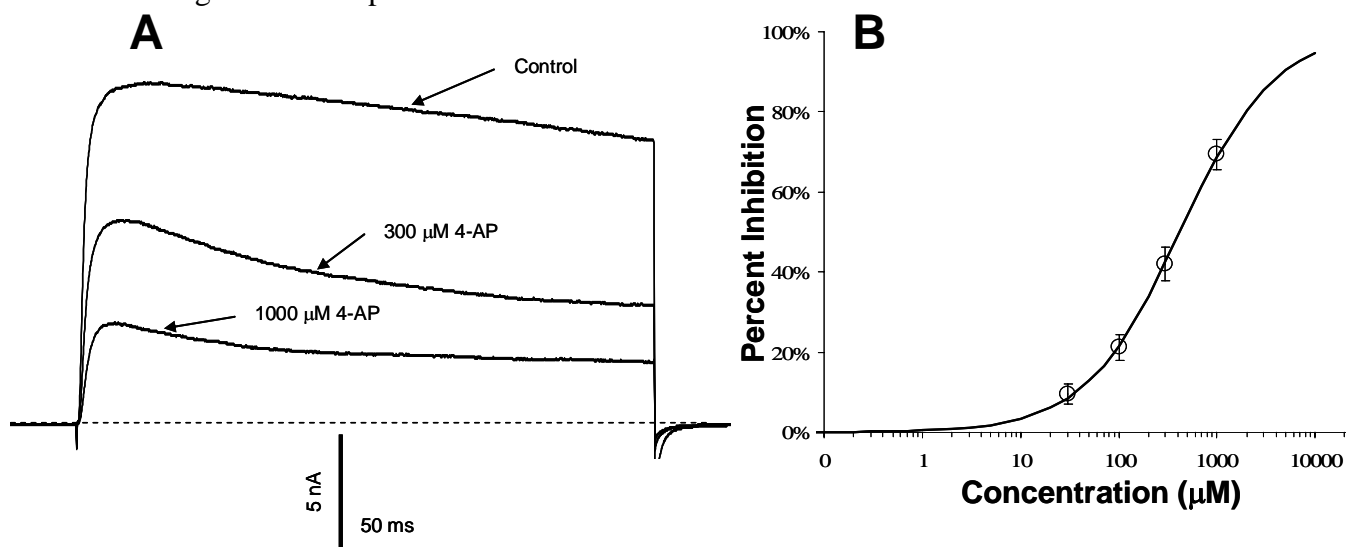 A
Control
300 μM 4-AP
1000 μM 4-AP
5 nA
50 ms
B
Percent Inhibition
100%
80%
60%
40%
20%
0%
0
1
10
100
1000
10000
Concentration (μM)